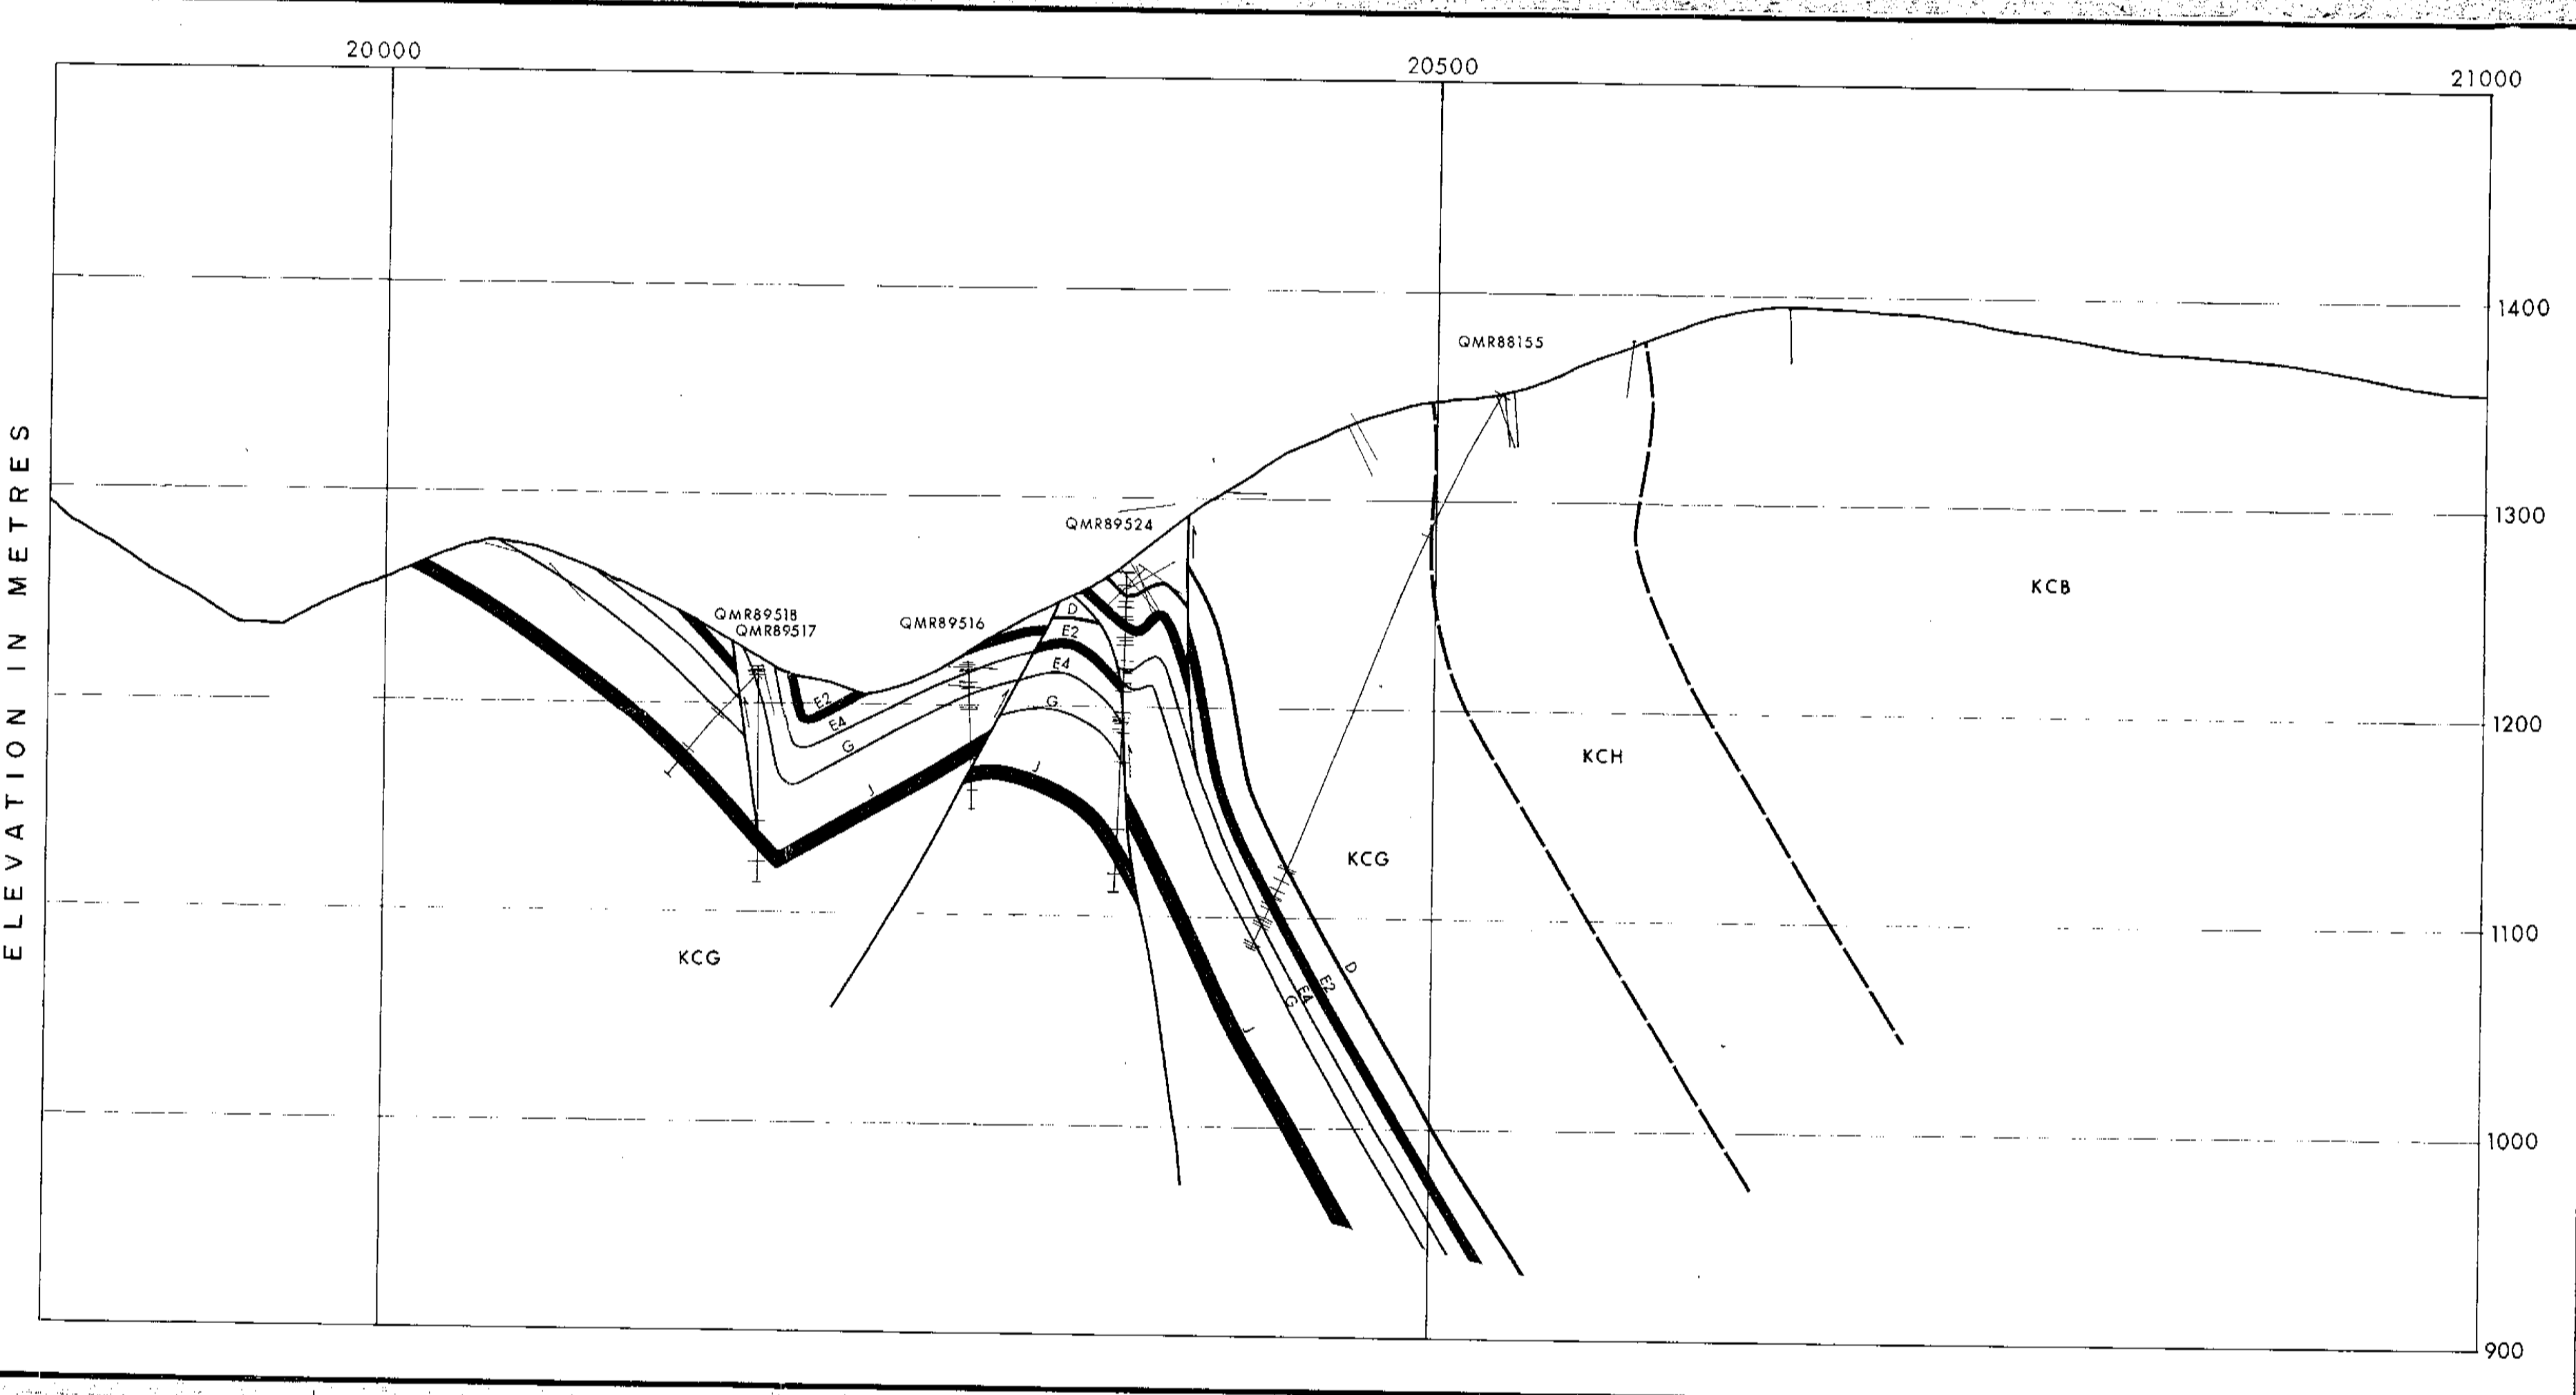 20000
20500
21000
1400
QMR88155
ELEVATION IN METRES
1300
QMR89524
KCB
D
QMR89518
QMR89517
QMR89516
E2
E4
E2
G
E4
G
1200
KCH
J
J
KCG
1100
KCG
D
E2
E4
G
J
1000
900